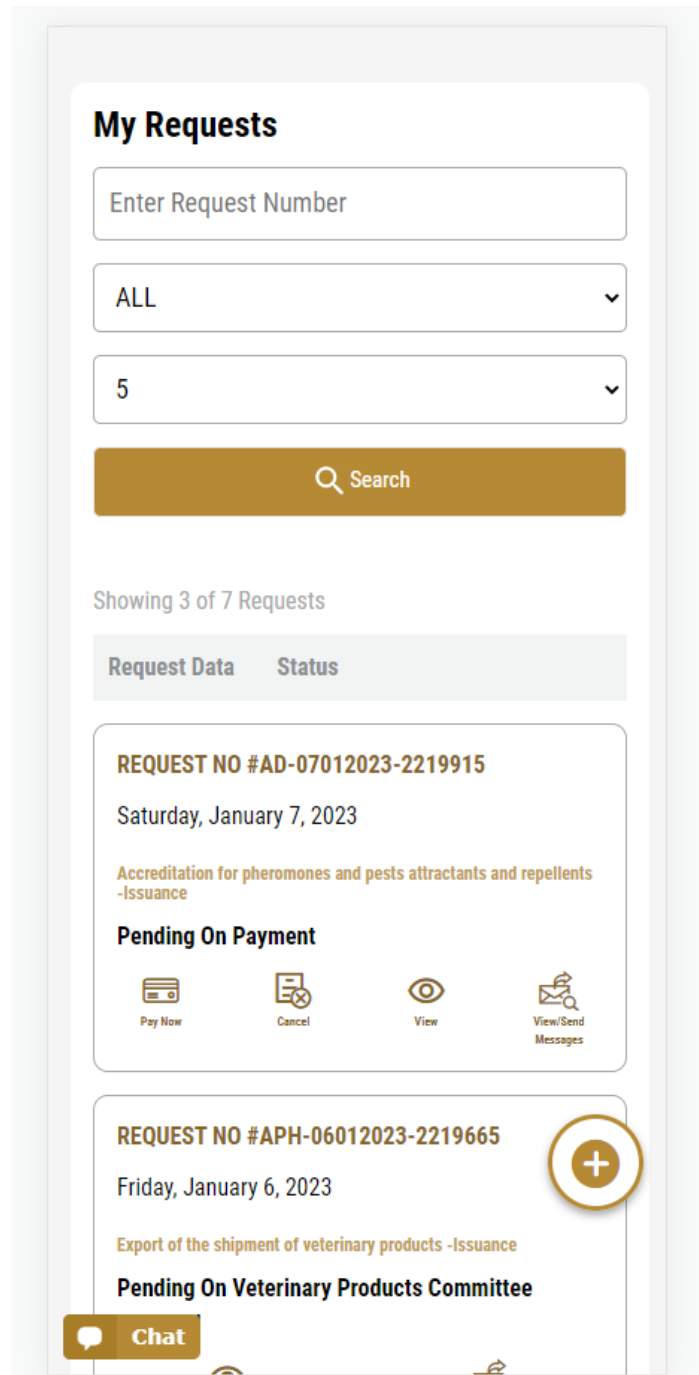 My Requests
Enter Request Number
ALL
5
Search
Showing 3 of 7 Requests
Request Data Status
REQUEST NO #AD-07012023-2219915
Saturday, January 7, 2023
Accreditation for pheromones and pests attractants and repellents
-Issuance
Pending On Payment
Pay Now Cancel View View/Send
Messages
REQUEST NO #APH-06012023-2219665
Friday, January 6, 2023
Export of the shipment of veterinary products -Issuance
Pending On Veterinary Products Committee
Chat